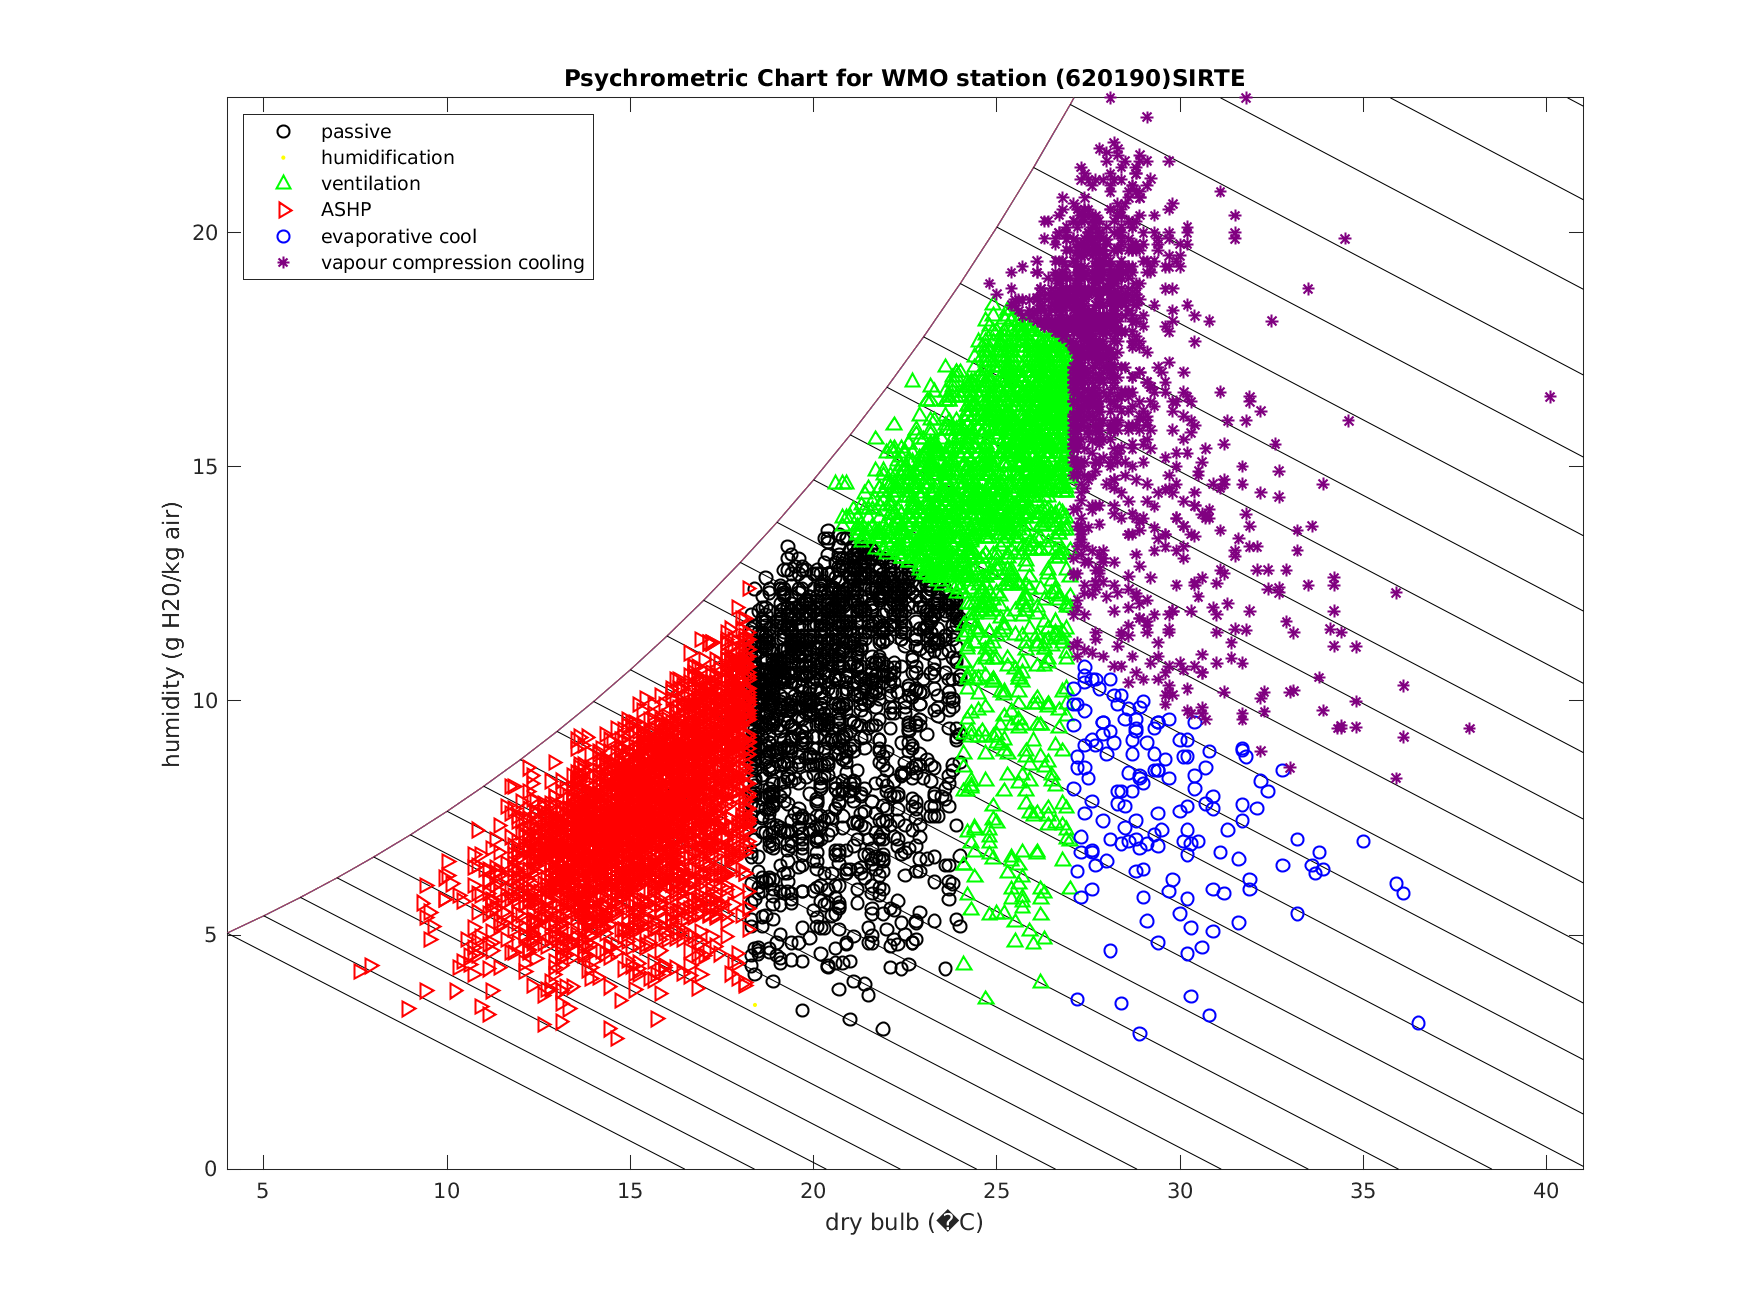 Psychrometric Chart for WMO station (620190)SIRTE
passive
humidification
ventilation
ASHP
evaporative cool
vapour compression cooling
humidity (g H20/kg air)
20
15
10
5
0
5 10 15 20 25 30 35 40
dry bulb (�C)